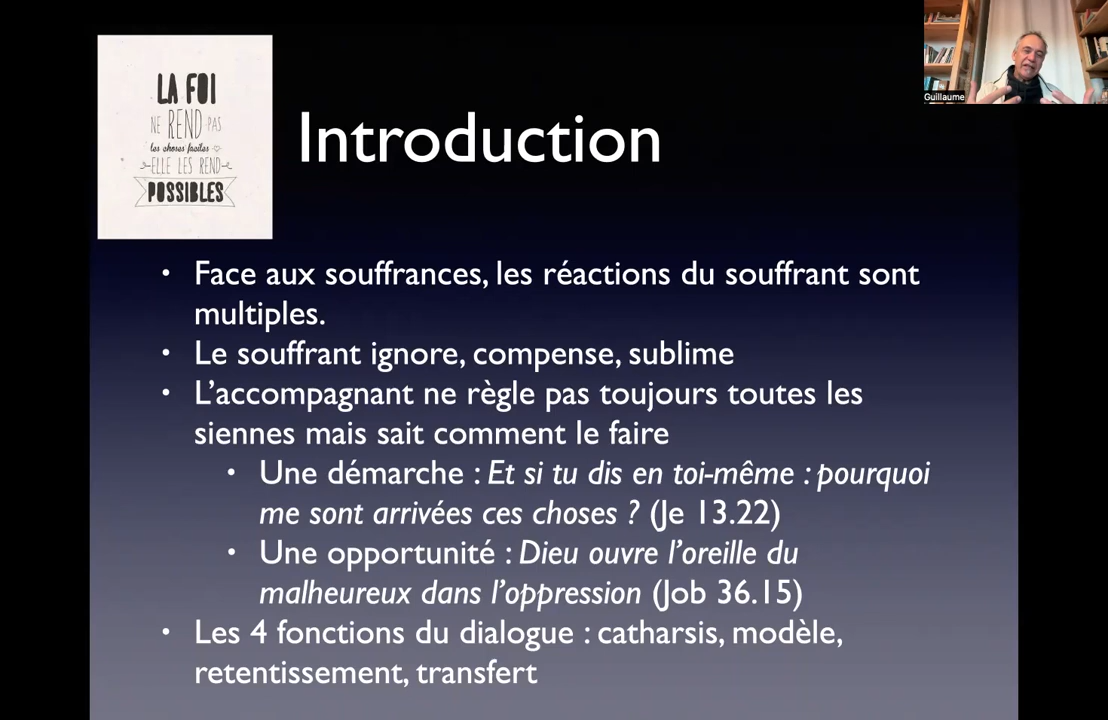 LA FOI
NE REND PAS
les choses faciles
ELLE LES REND
POSSIBLES
Introduction
Guillaume
• Face aux souffrances, les réactions du souffrant sont
multiples.
• Le souffrant ignore, compense, sublime
• L’accompagnant ne règle pas toujours toutes les
siennes mais sait comment le faire
• Une démarche : Et si tu dis en toi-même : pourquoi
me sont arrivées ces choses ? (Je 13.22)
• Une opportunité : Dieu ouvre l’oreille du
malheureux dans l’oppression (Job 36.15)
• Les 4 fonctions du dialogue : catharsis, modèle,
retentissement, transfert